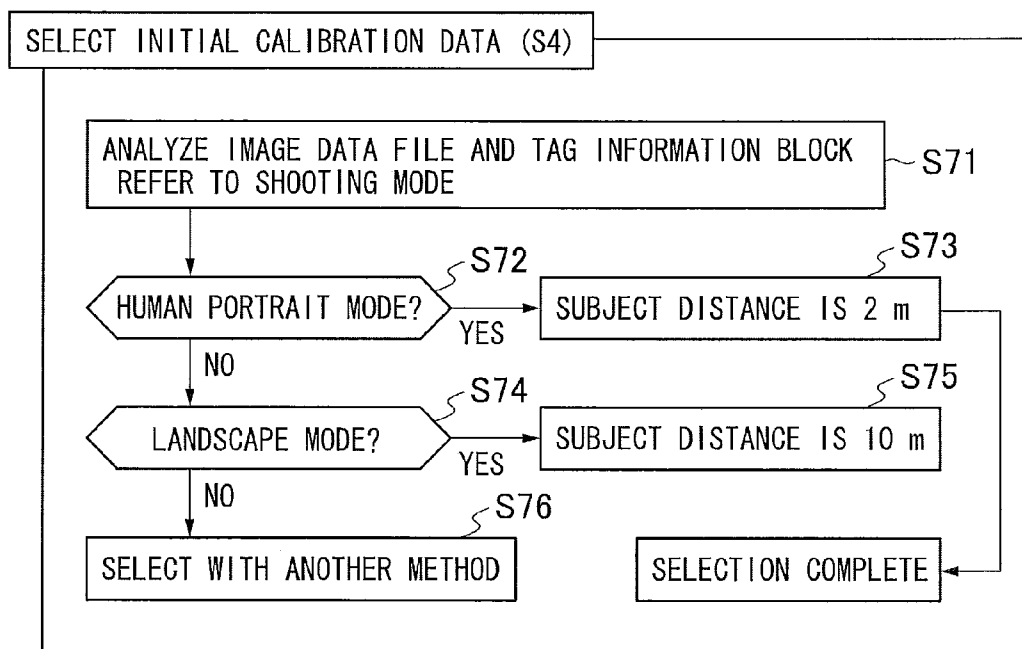 SELECT INITIAL CALIBRATION DATA (S4)
ANALYZE IMAGE DATA FILE AND TAG INFORMATION BLOCK
REFER TO SHOOTING MODE
S71
S72
HUMAN PORTRAIT MODE?
YES
NO
S73
SUBJECT DISTANCE IS 2 m
S74
LANDSCAPE MODE?
YES
NO
S75
SUBJECT DISTANCE IS 10 m
S76
SELECT WITH ANOTHER METHOD
SELECTION COMPLETE